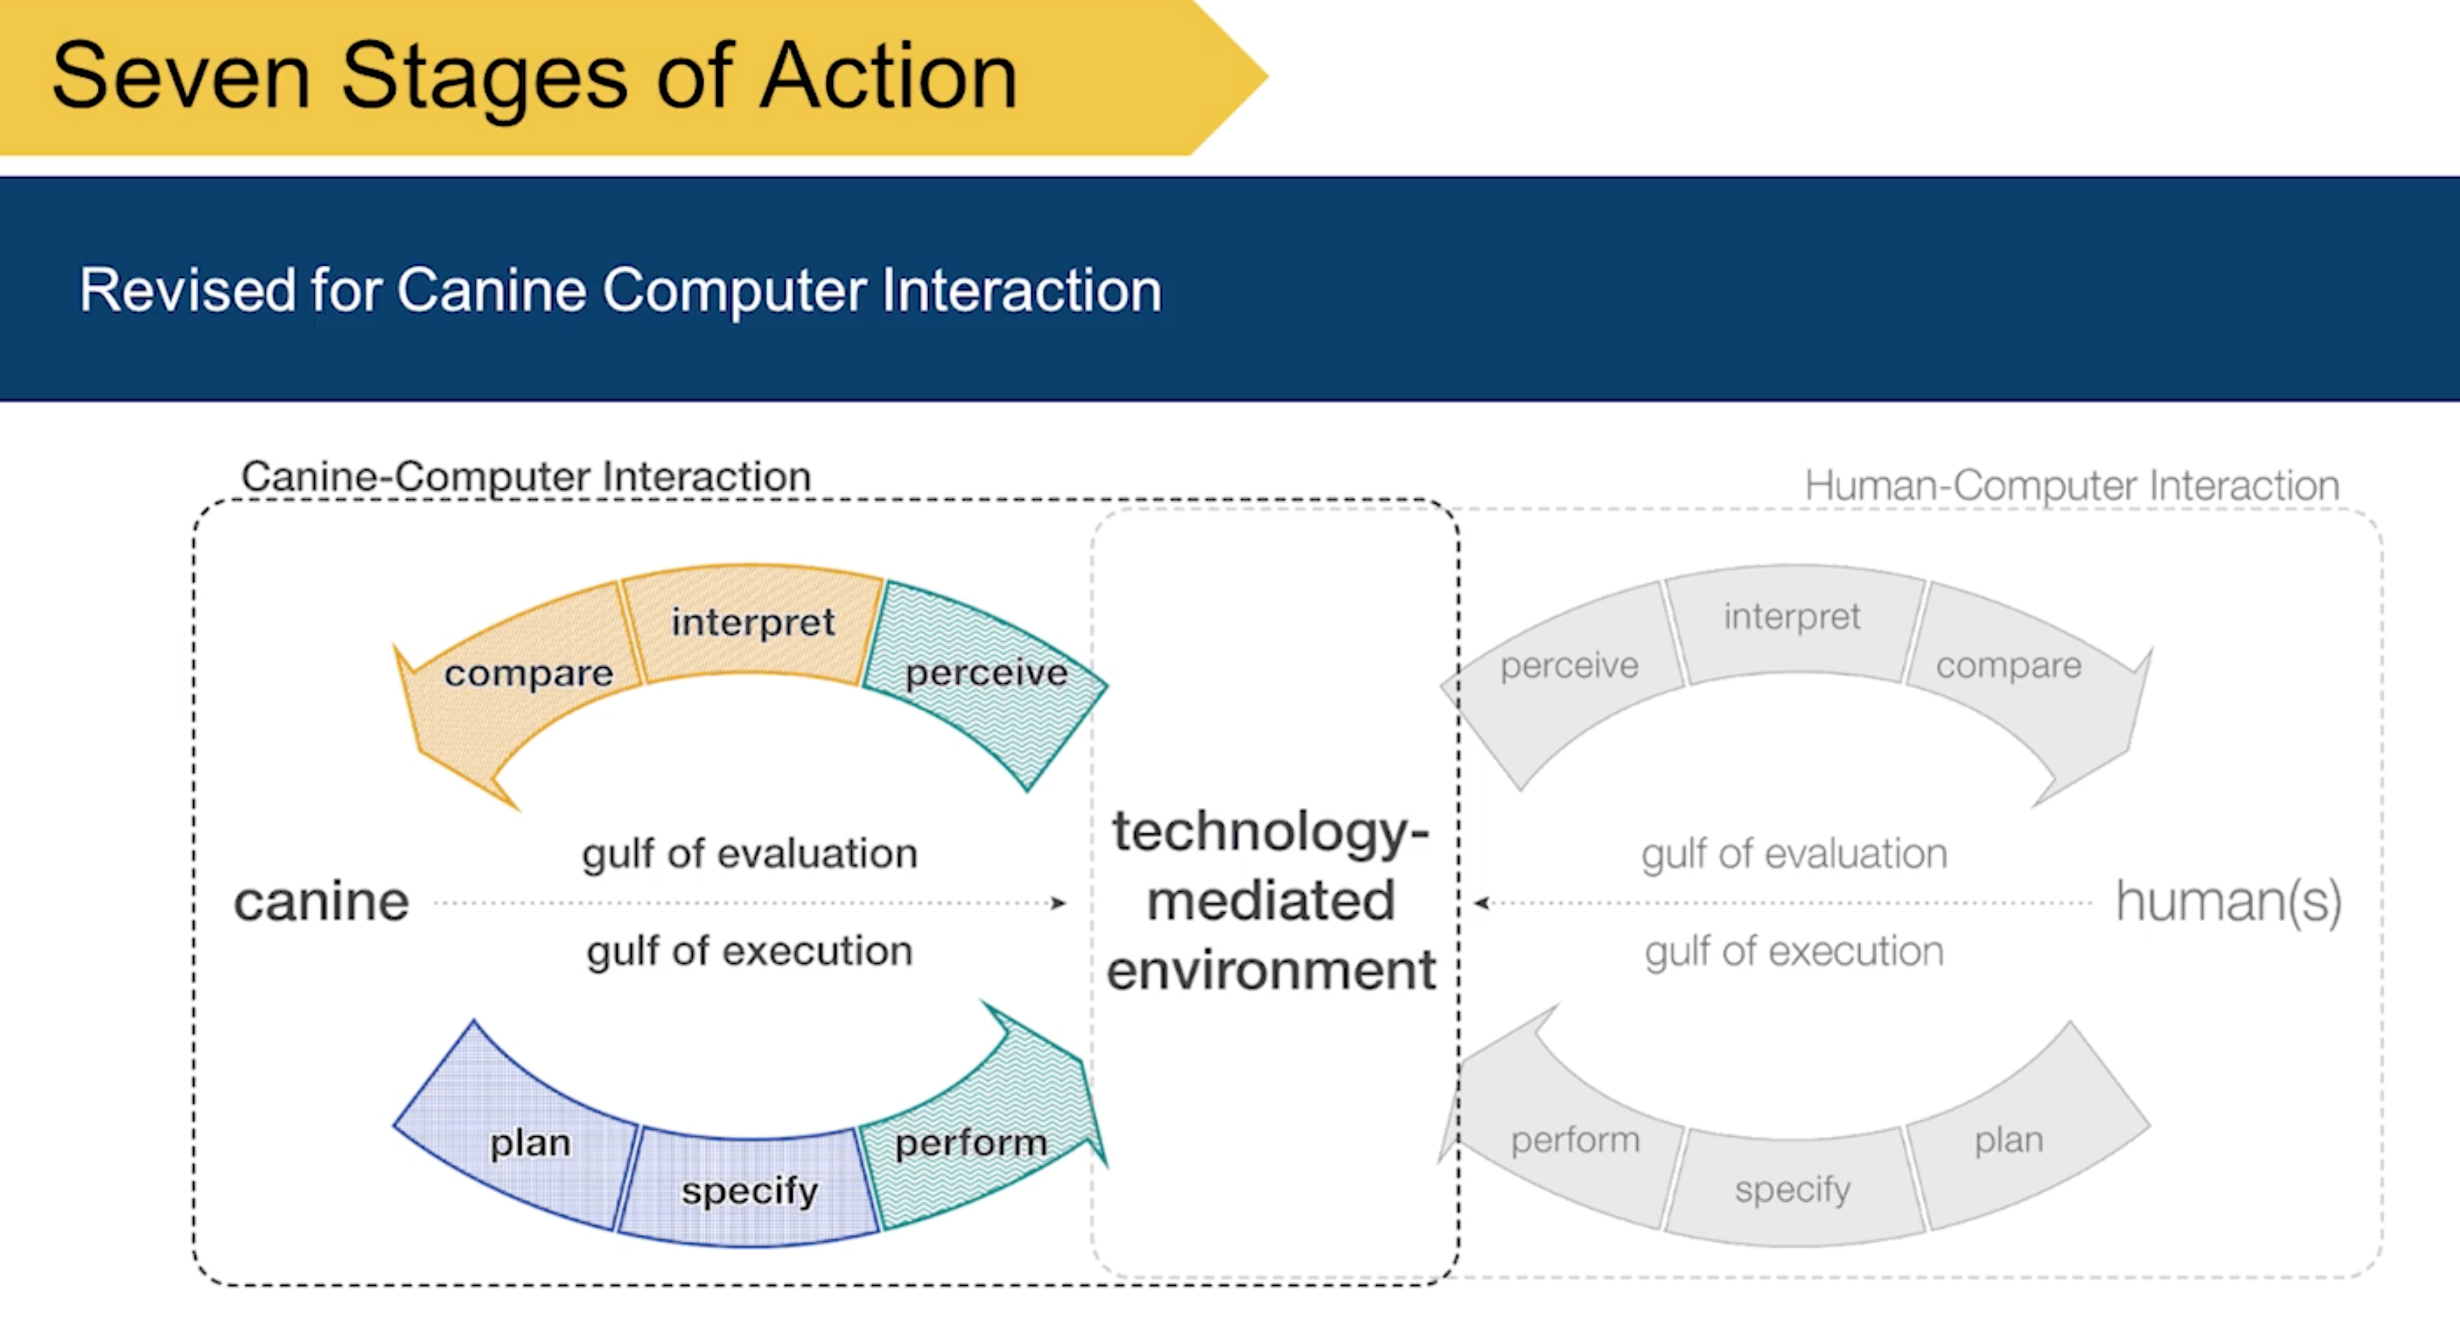 Seven Stages of Action
Revised for Canine Computer Interaction
Canine-Computer Interaction
compare
interpret
perceive
gulf of evaluation
canine
gulf of execution
plan
specify
perform
technology-
mediated
environment
Human-Computer Interaction
perceive
interpret
compare
gulf of evaluation
human(s)
gulf of execution
perform
specify
plan